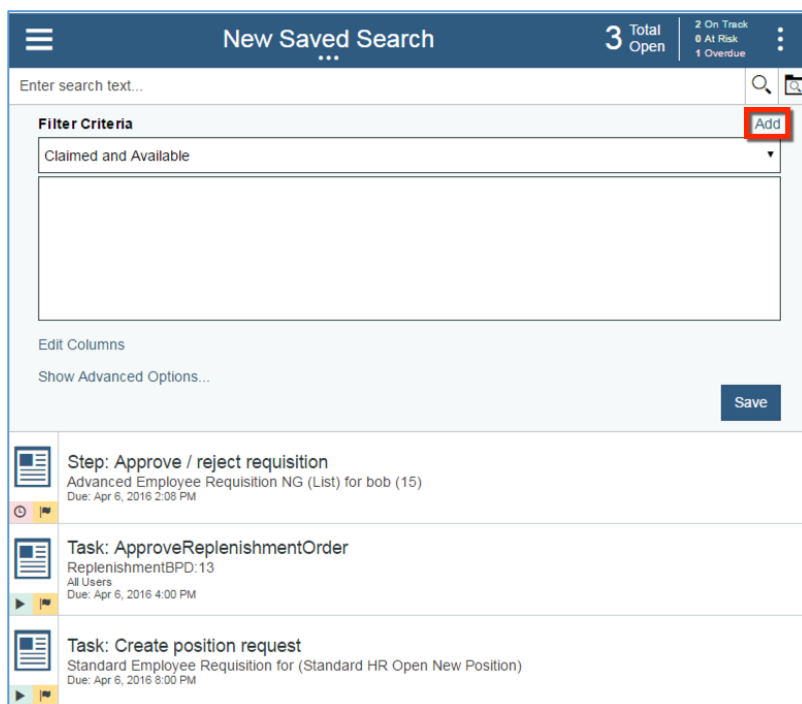 New Saved Search
3 Total Open
2 On Track
0 At Risk
1 Overdue
Enter search text...
Filter Criteria
Add
Claimed and Available
Edit Columns
Show Advanced Options...
Save
Step: Approve / reject requisition
Advanced Employee Requisition NG (List) for bob (15)
Due: Apr 6, 2016 2:08 PM
Task: ApproveReplenishmentOrder
ReplenishmentBPD:13
All Users
Due: Apr 6, 2016 4:00 PM
Task: Create position request
Standard Employee Requisition for (Standard HR Open New Position)
Due: Apr 6, 2016 8:00 PM